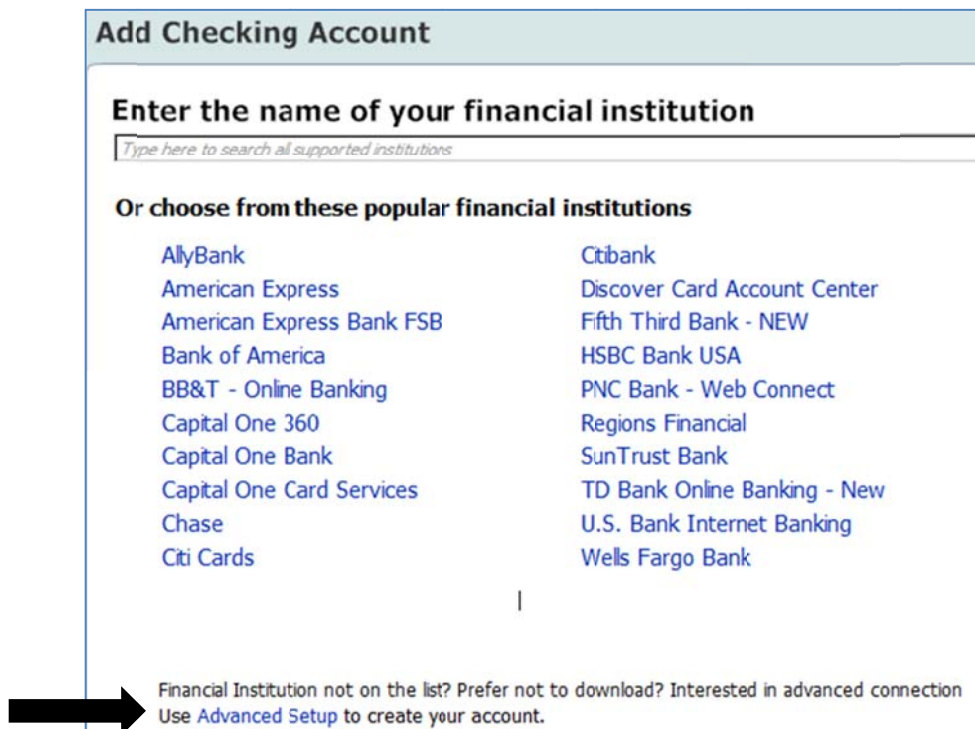 Add Checking Account
Enter the name of your financial institution
Type here to search all supported institutions
Or choose from these popular financial institutions
AllyBank
American Express
American Express Bank FSB
Bank of America
BB&T - Online Banking
Capital One 360
Capital One Bank
Capital One Card Services
Chase
Citi Cards
Citibank
Discover Card Account Center
Fifth Third Bank - NEW
HSBC Bank USA
PNC Bank - Web Connect
Regions Financial
SunTrust Bank
TD Bank Online Banking - New
U.S. Bank Internet Banking
Wells Fargo Bank
Financial Institution not on the list? Prefer not to download? Interested in advanced connection
Use Advanced Setup to create your account.